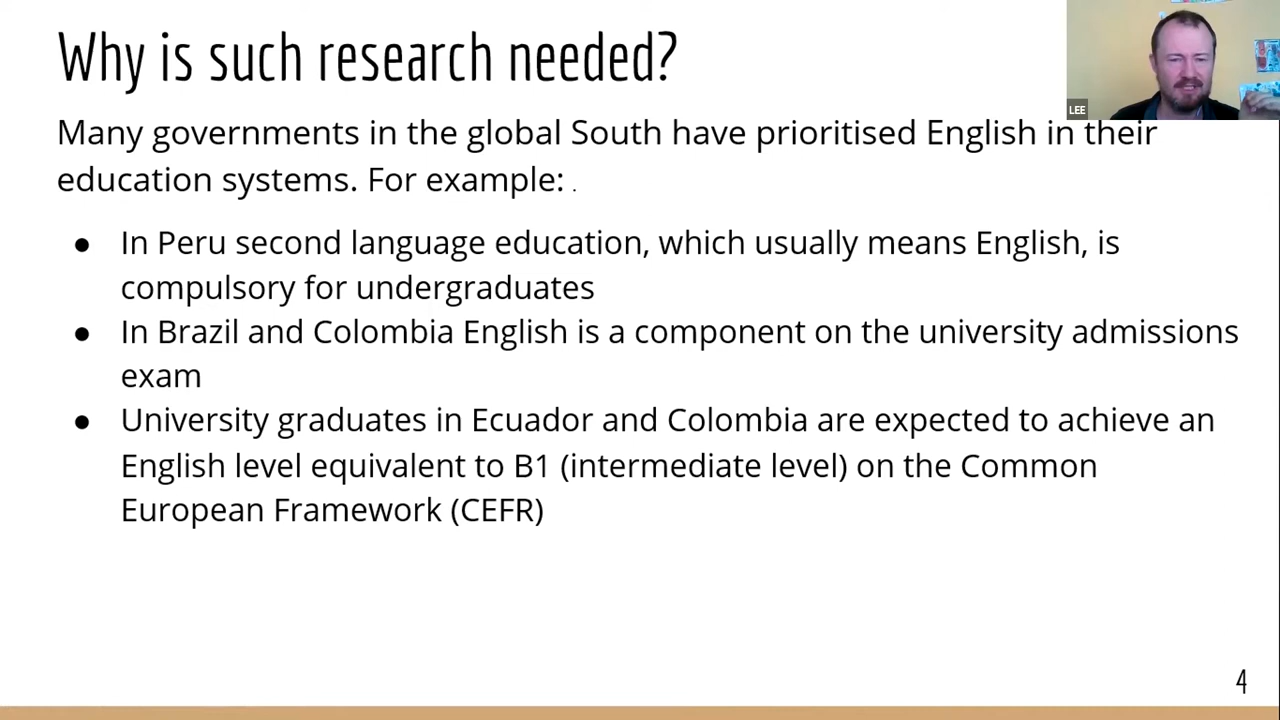 Why is such research needed?
LEE
Many governments in the global South have prioritised English in their
education systems. For example: .
● In Peru second language education, which usually means English, is
compulsory for undergraduates
● In Brazil and Colombia English is a component on the university admissions
exam
● University graduates in Ecuador and Colombia are expected to achieve an
English level equivalent to B1 (intermediate level) on the Common
European Framework (CEFR)
4